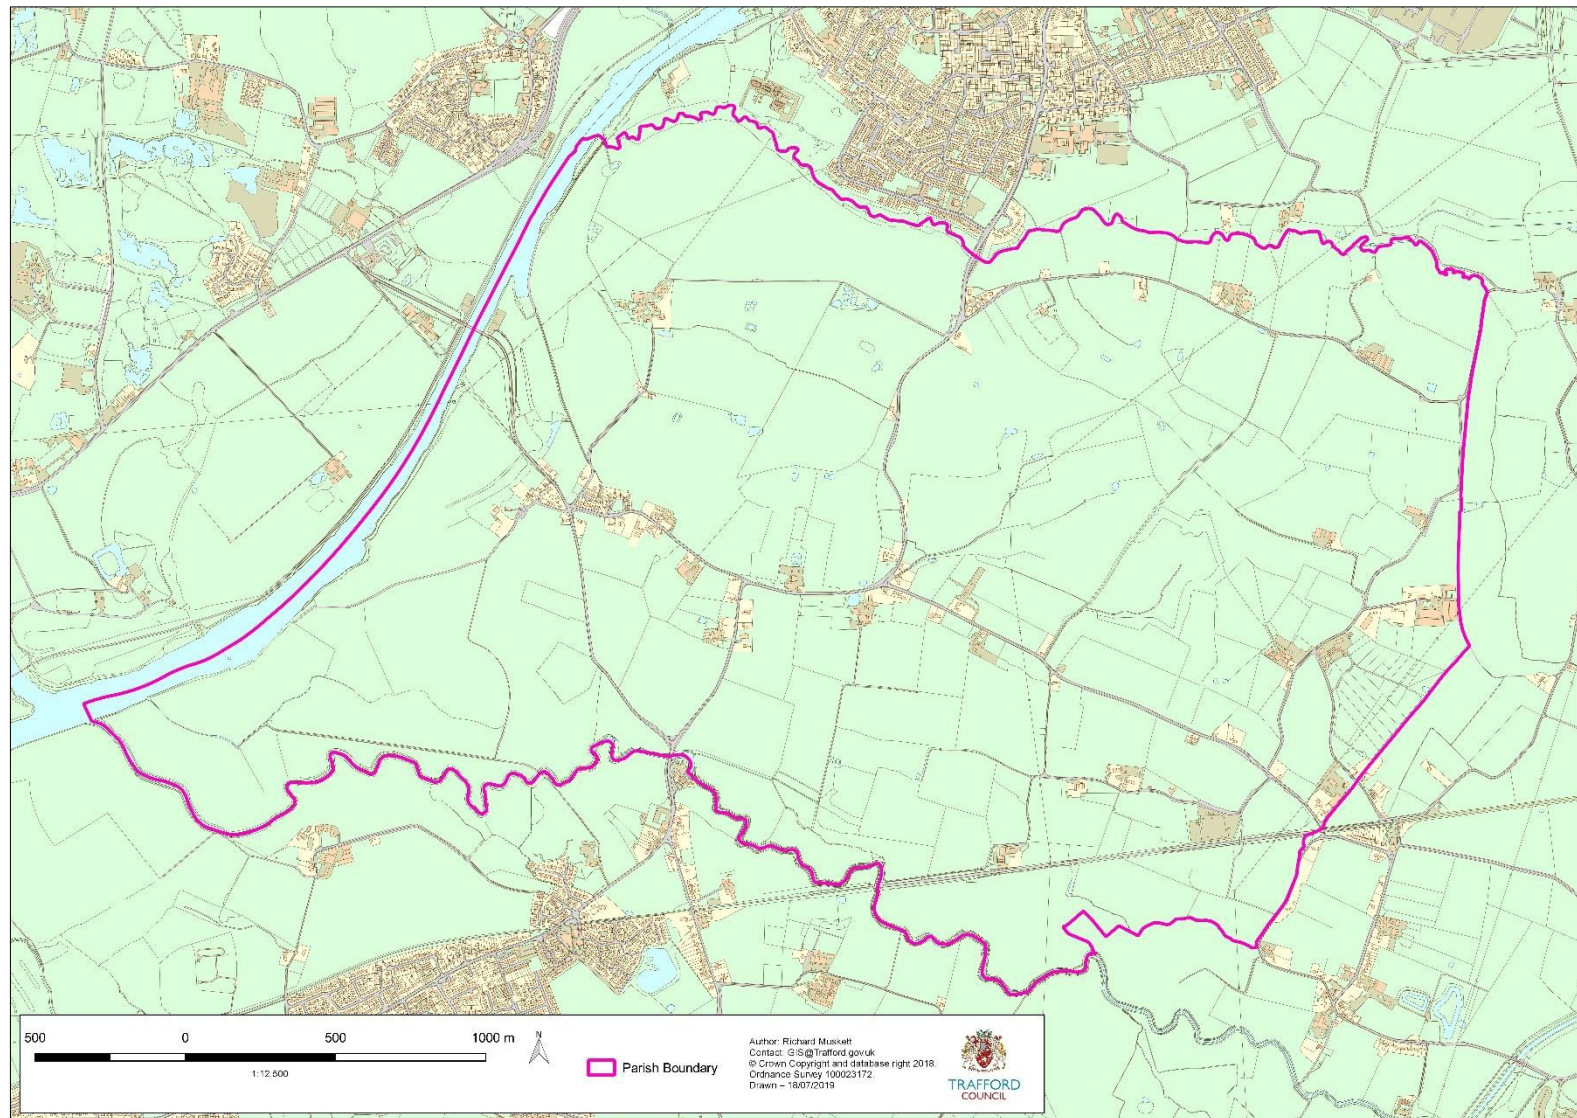 500 0 500 1000 m
1:12.500
N
Parish Boundary
Author: Richard Muskett
Contact: GIS@Trafford.gov.uk
© Crown Copyright and database right 2018.
Ordnance Survey 100023172.
Drawn – 18/07/2019
TRAFFORD
COUNCIL